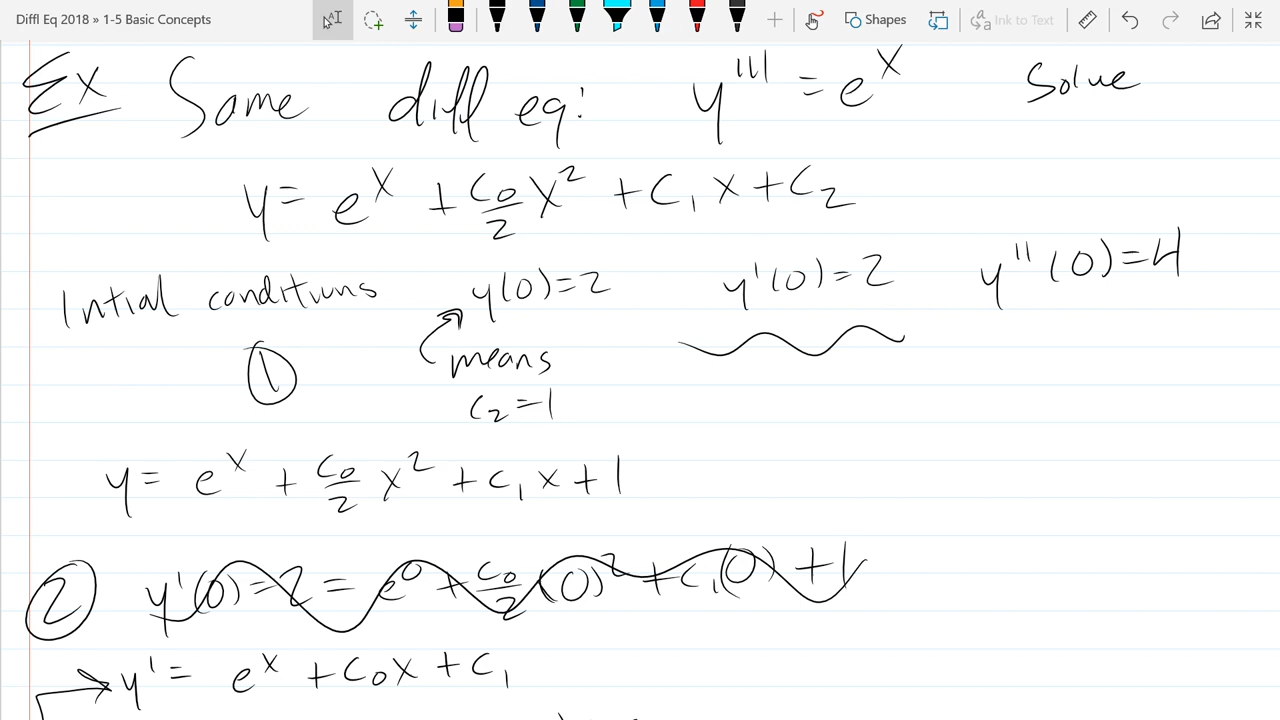 Diffl Eq 2018 » 1-5 Basic Concepts
Shapes
Ink to Text
Ex Same diff eq: y''' = e^x Solve
y = e^x + c₀/2 x² + c₁x + c₂
Intial conditions y(0)=2 y'(0)=2 y''(0)=4
① means
c₂=1
y = e^x + c₀/2 x² + c₁x + 1
② y'(0)=2= e⁰ + c₀/2 (0)² + c₁(0) + 1
y' = e^x + c₀x + c₁